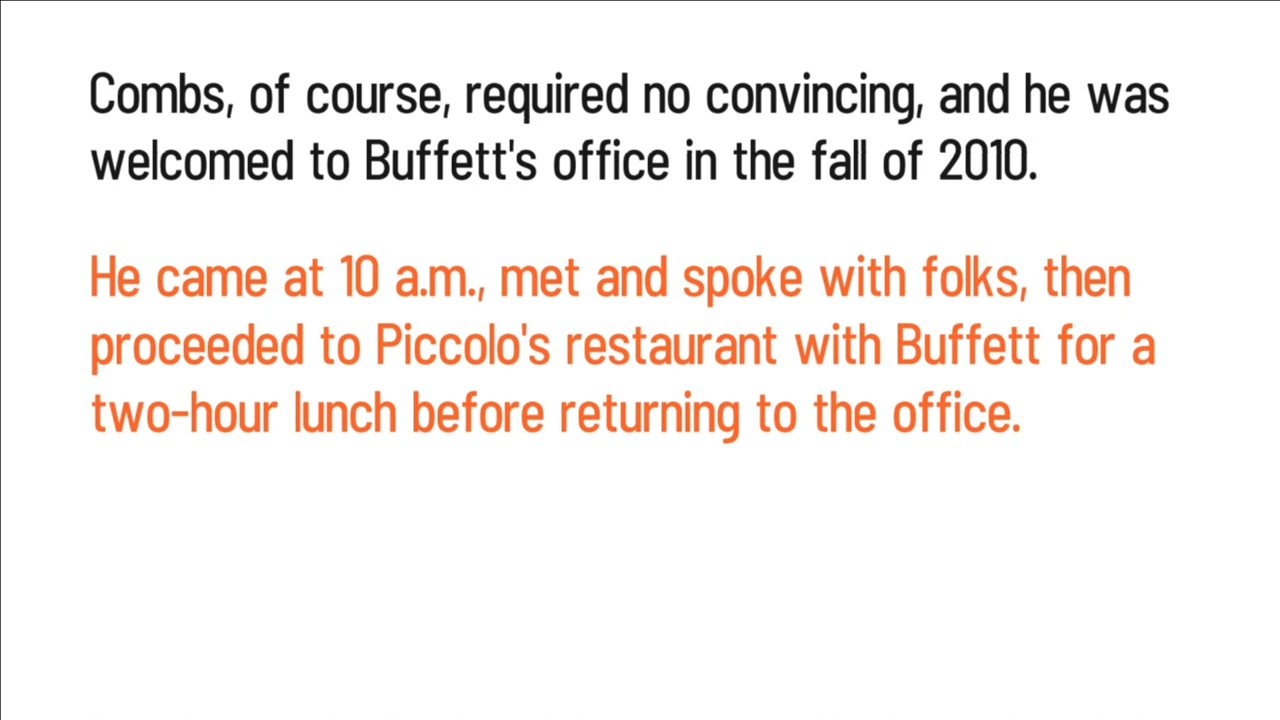 Combs, of course, required no convincing, and he was
welcomed to Buffett's office in the fall of 2010.
He came at 10 a.m., met and spoke with folks, then
proceeded to Piccolo's restaurant with Buffett for a
two-hour lunch before returning to the office.